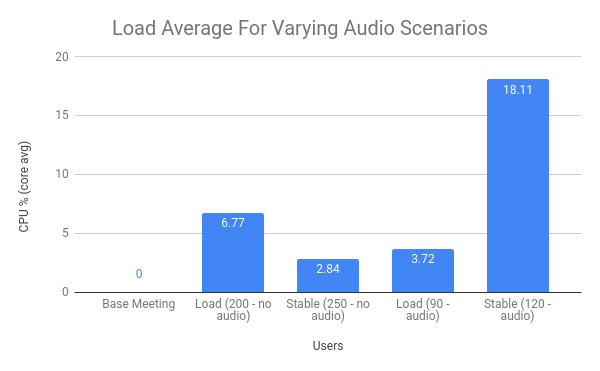 Load Average For Varying Audio Scenarios
CPU % (core avg)
20
15
10
5
0
0
6.77
2.84
3.72
18.11
Base Meeting
Load (200 - no
audio)
Stable (250 - no
audio)
Load (90 -
audio)
Stable (120 -
audio)
Users